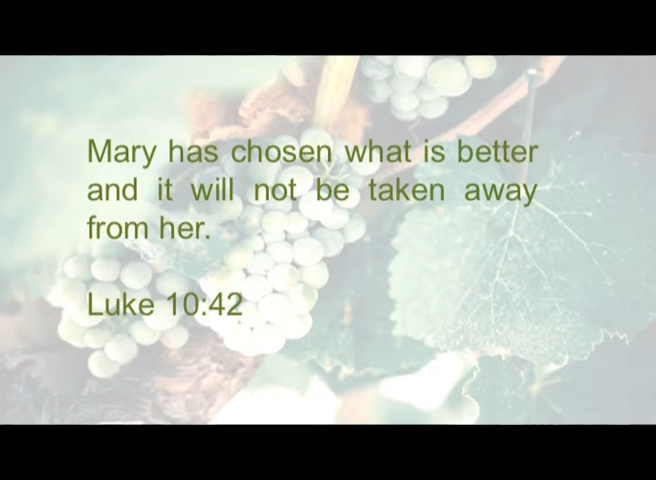 Mary has chosen what is better
and it will not be taken away
from her.
Luke 10:42